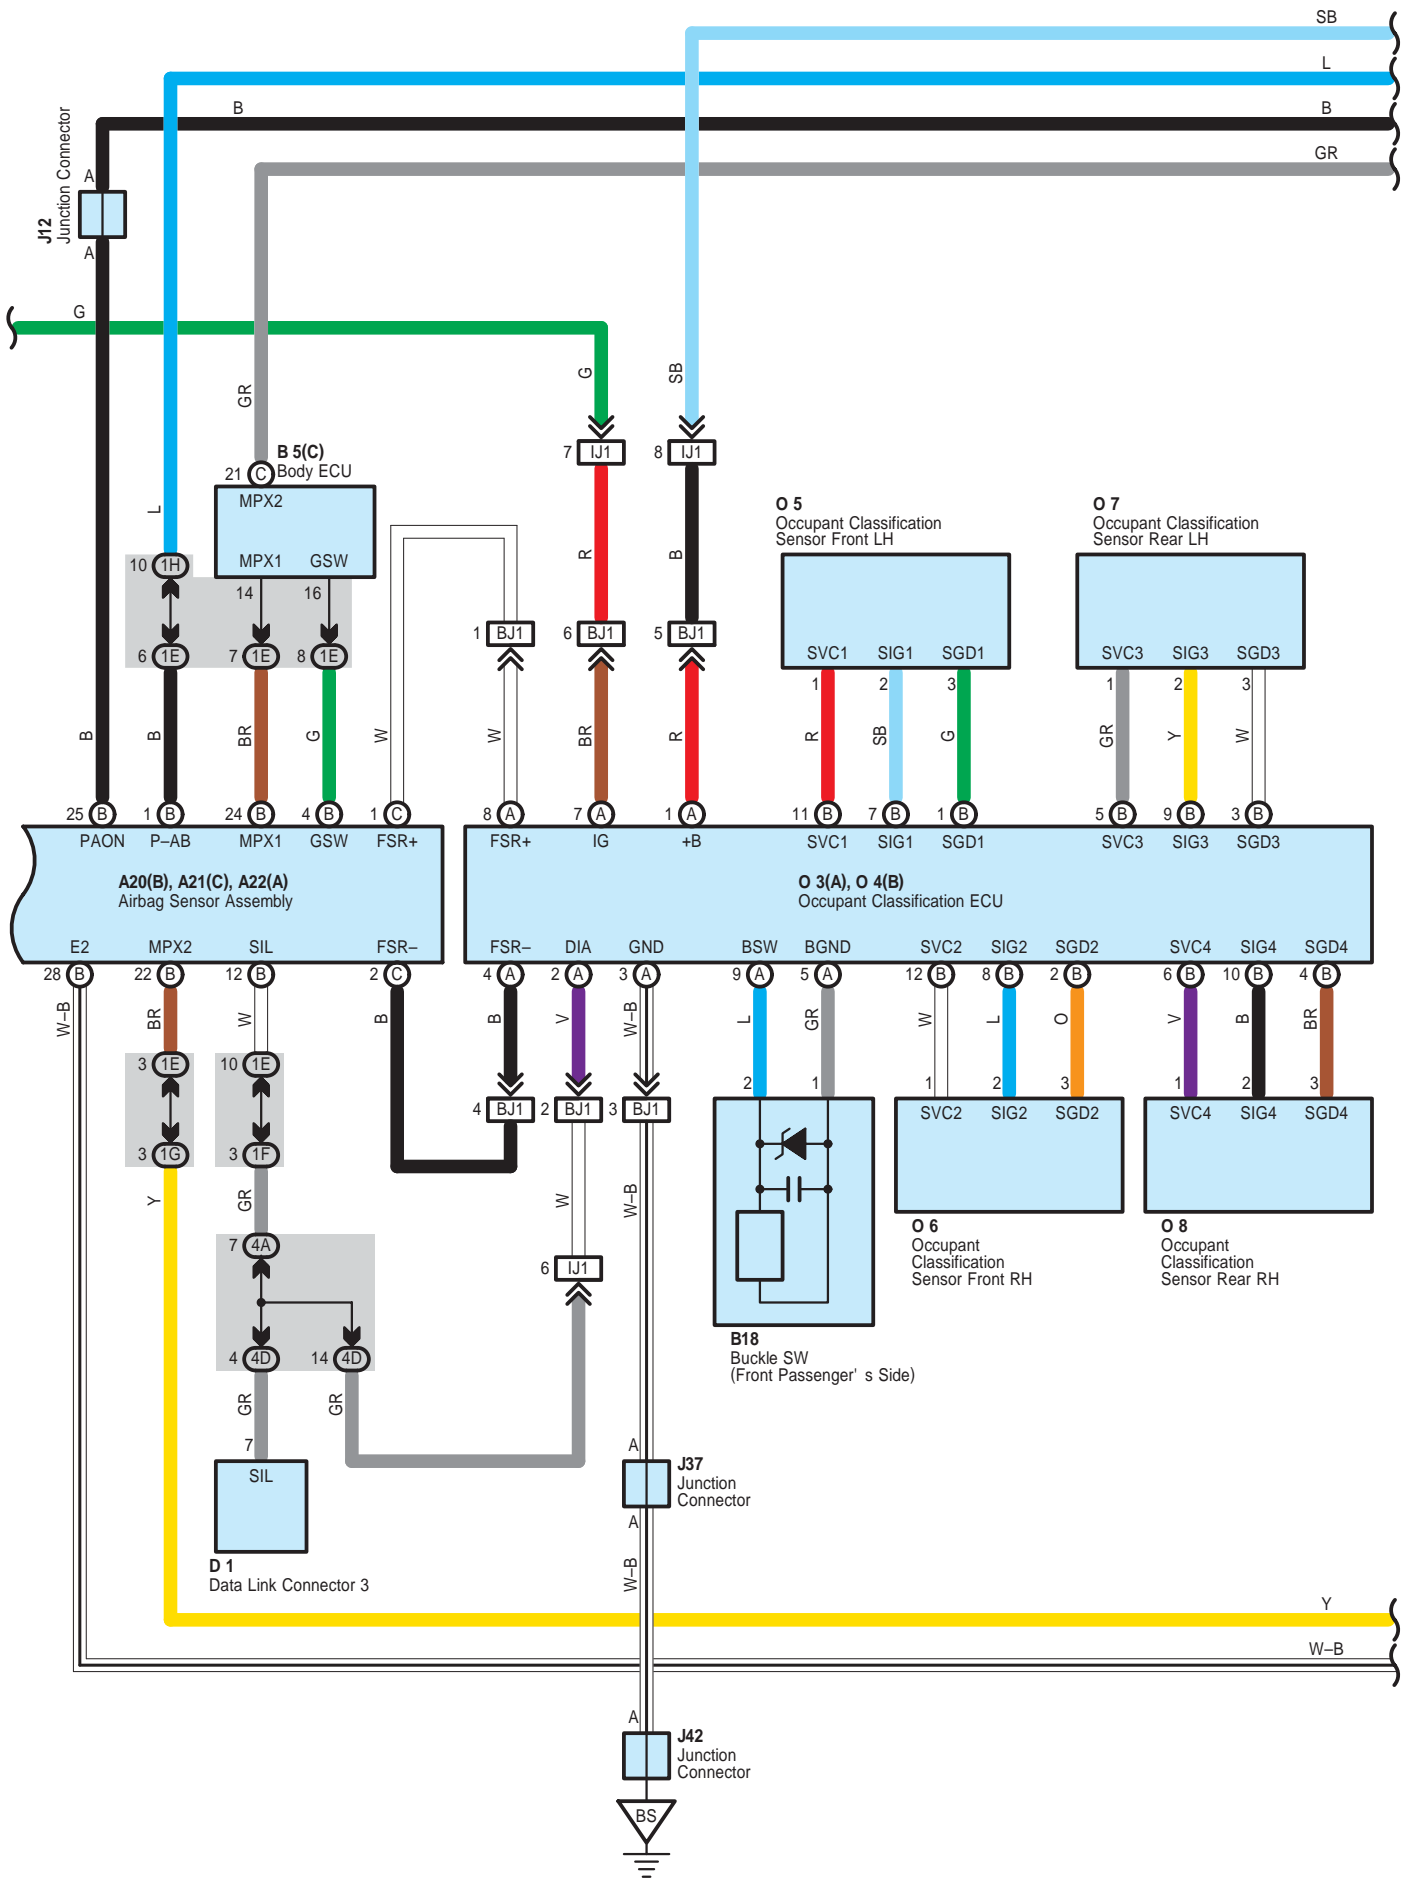 SB
L
B
B
GR
A
J12
Junction Connector
A
G
G
SB
GR
B 5(C)
Body ECU
21 C
MPX2
7 IJ1
8 IJ1
L
MPX1 GSW
10 1H
14
16
R
B
O 5
Occupant Classification
Sensor Front LH
O 7
Occupant Classification
Sensor Rear LH
1 BJ1
6 BJ1
5 BJ1
6 1E
7 1E
8 1E
SVC1 SIG1 SGD1
SVC3 SIG3 SGD3
1 2 3
1 2 3
B
B
BR
G
W
W
BR
R
R
SB
G
GR
Y
W
25 B
1 B
24 B
4 B
1 C
8 A
7 A
1 A
11 B
7 B
1 B
5 B
9 B
3 B
PAON P–AB MPX1 GSW FSR+
FSR+ IG +B SVC1 SIG1 SGD1 SVC3 SIG3 SGD3
A20(B), A21(C), A22(A)
Airbag Sensor Assembly
O 3(A), O 4(B)
Occupant Classification ECU
E2 MPX2 SIL FSR–
FSR– DIA GND BSW BGND SVC2 SIG2 SGD2 SVC4 SIG4 SGD4
28 B
22 B
12 B
2 C
4 A
2 A
3 A
9 A
5 A
12 B
8 B
2 B
6 B
10 B
4 B
W–B
BR
W
B
B
V
W–B
L
GR
W
L
O
V
B
BR
3 1E
10 1E
2 1
1 2 3
1 2 3
4 BJ1
2 BJ1
3 BJ1
SVC2 SIG2 SGD2
SVC4 SIG4 SGD4
3 1G
3 1F
Y
GR
W
W–B
O 6
Occupant
Classification
Sensor Front RH
O 8
Occupant
Classification
Sensor Rear RH
7 4A
6 IJ1
B18
Buckle SW
(Front Passenger' s Side)
4 4D
14 4D
GR
GR
7
SIL
A
J37
Junction
Connector
A
D 1
Data Link Connector 3
W–B
Y
W–B
A
J42
Junction
Connector
BS